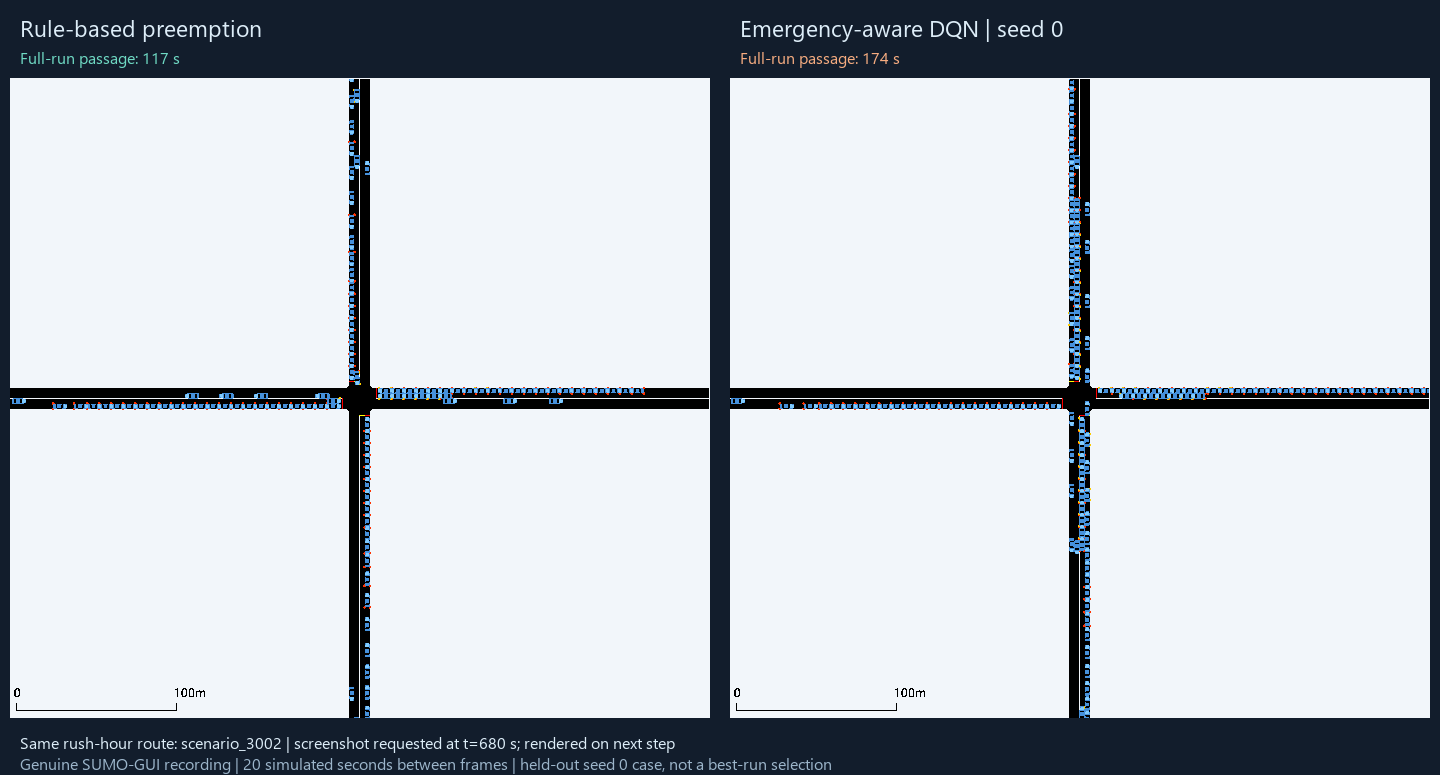 Rule-based preemption
Full-run passage: 117 s
Emergency-aware DQN | seed 0
Full-run passage: 174 s
0 100m
0 100m
Same rush-hour route: scenario_3002 | screenshot requested at t=680 s; rendered on next step
Genuine SUMO-GUI recording | 20 simulated seconds between frames | held-out seed 0 case, not a best-run selection